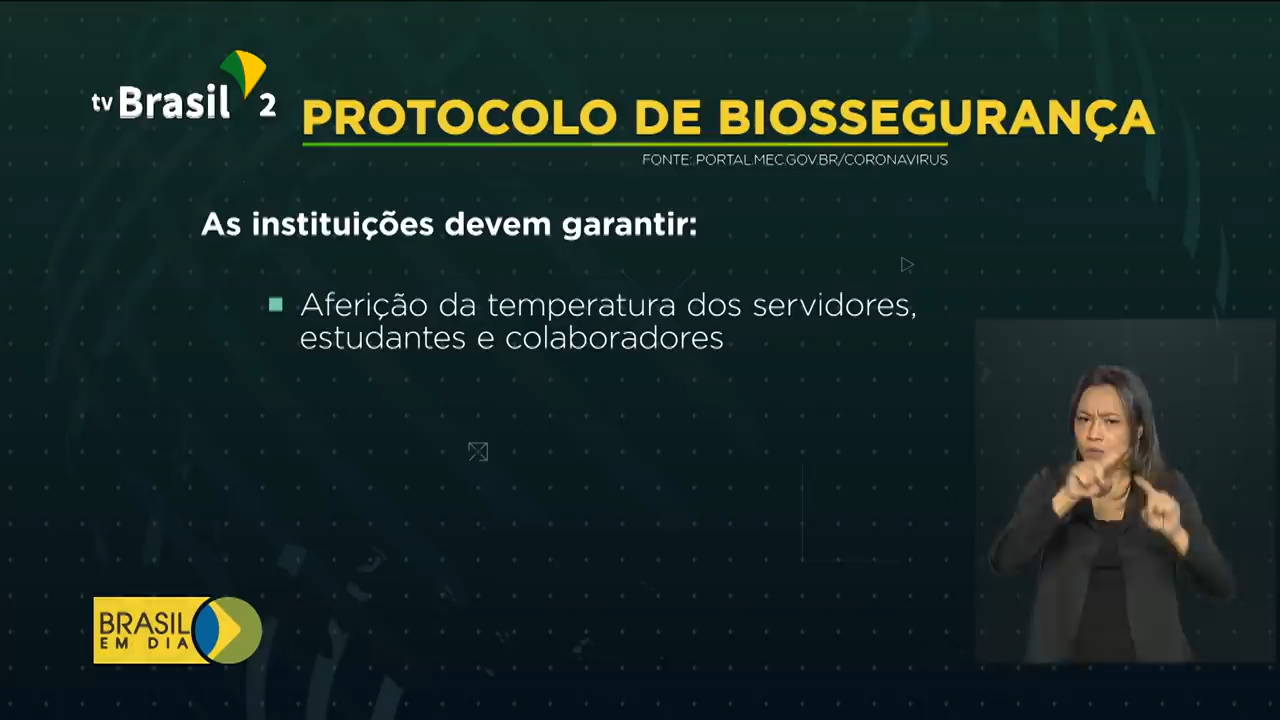 tv Brasil 2
PROTOCOLO DE BIOSSEGURANÇA
FONTE: PORTAL.MEC.GOV.BR/CORONAVIRUS
As instituições devem garantir:
Aferição da temperatura dos servidores,
estudantes e colaboradores
BRASIL
EM DIA